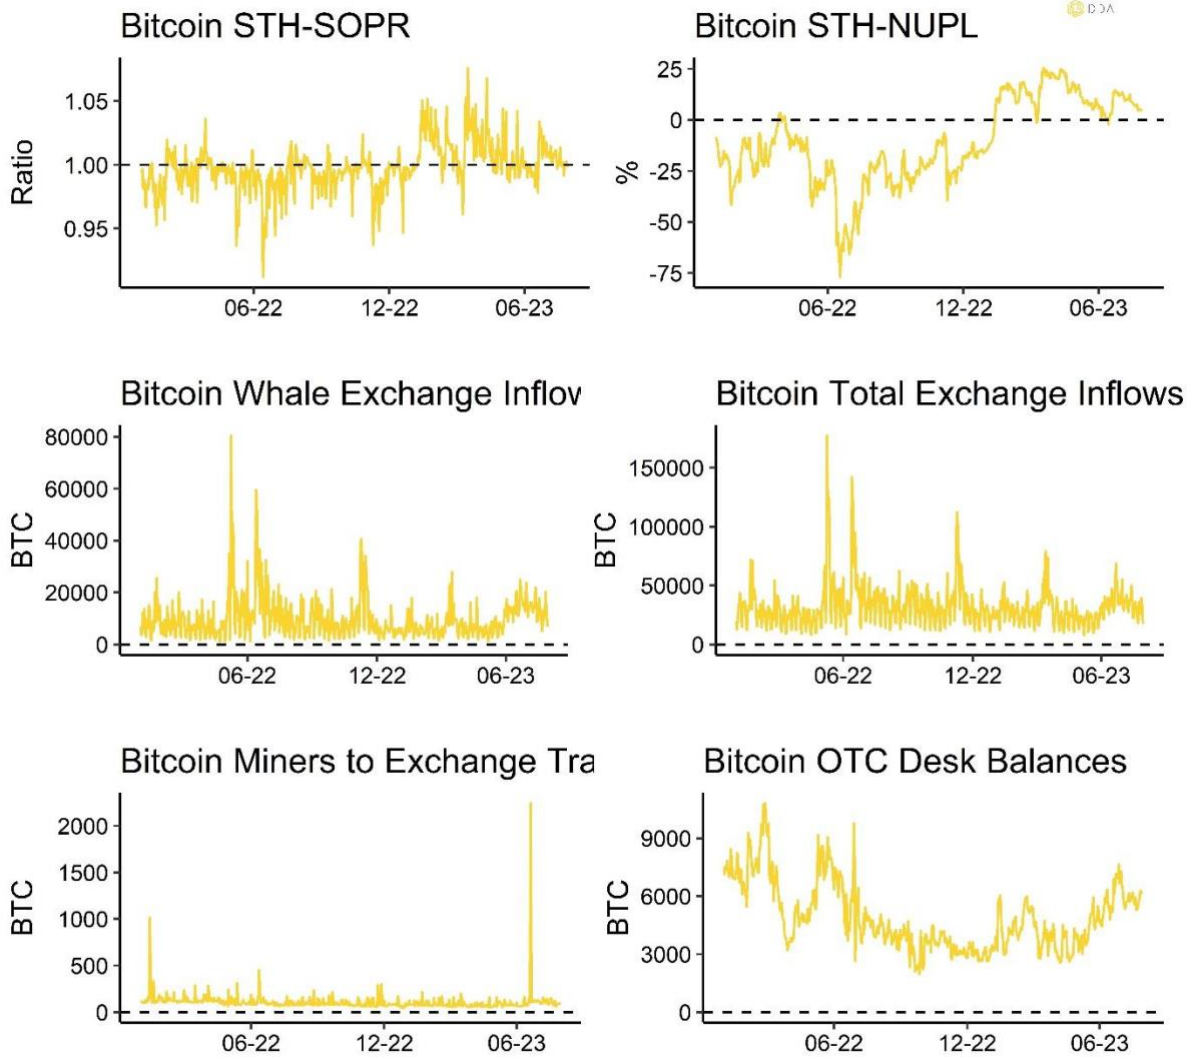 Bitcoin STH-SOPR
Ratio
1.05
1.00
0.95
06-22 12-22 06-23
DDA
Bitcoin STH-NUPL
%
25
0
-25
-50
-75
06-22 12-22 06-23
Bitcoin Whale Exchange Inflow
BTC
80000
60000
40000
20000
0
06-22 12-22 06-23
Bitcoin Total Exchange Inflows
BTC
150000
100000
50000
0
06-22 12-22 06-23
Bitcoin Miners to Exchange Tra
BTC
2000
1500
1000
500
0
06-22 12-22 06-23
Bitcoin OTC Desk Balances
BTC
9000
6000
3000
0
06-22 12-22 06-23